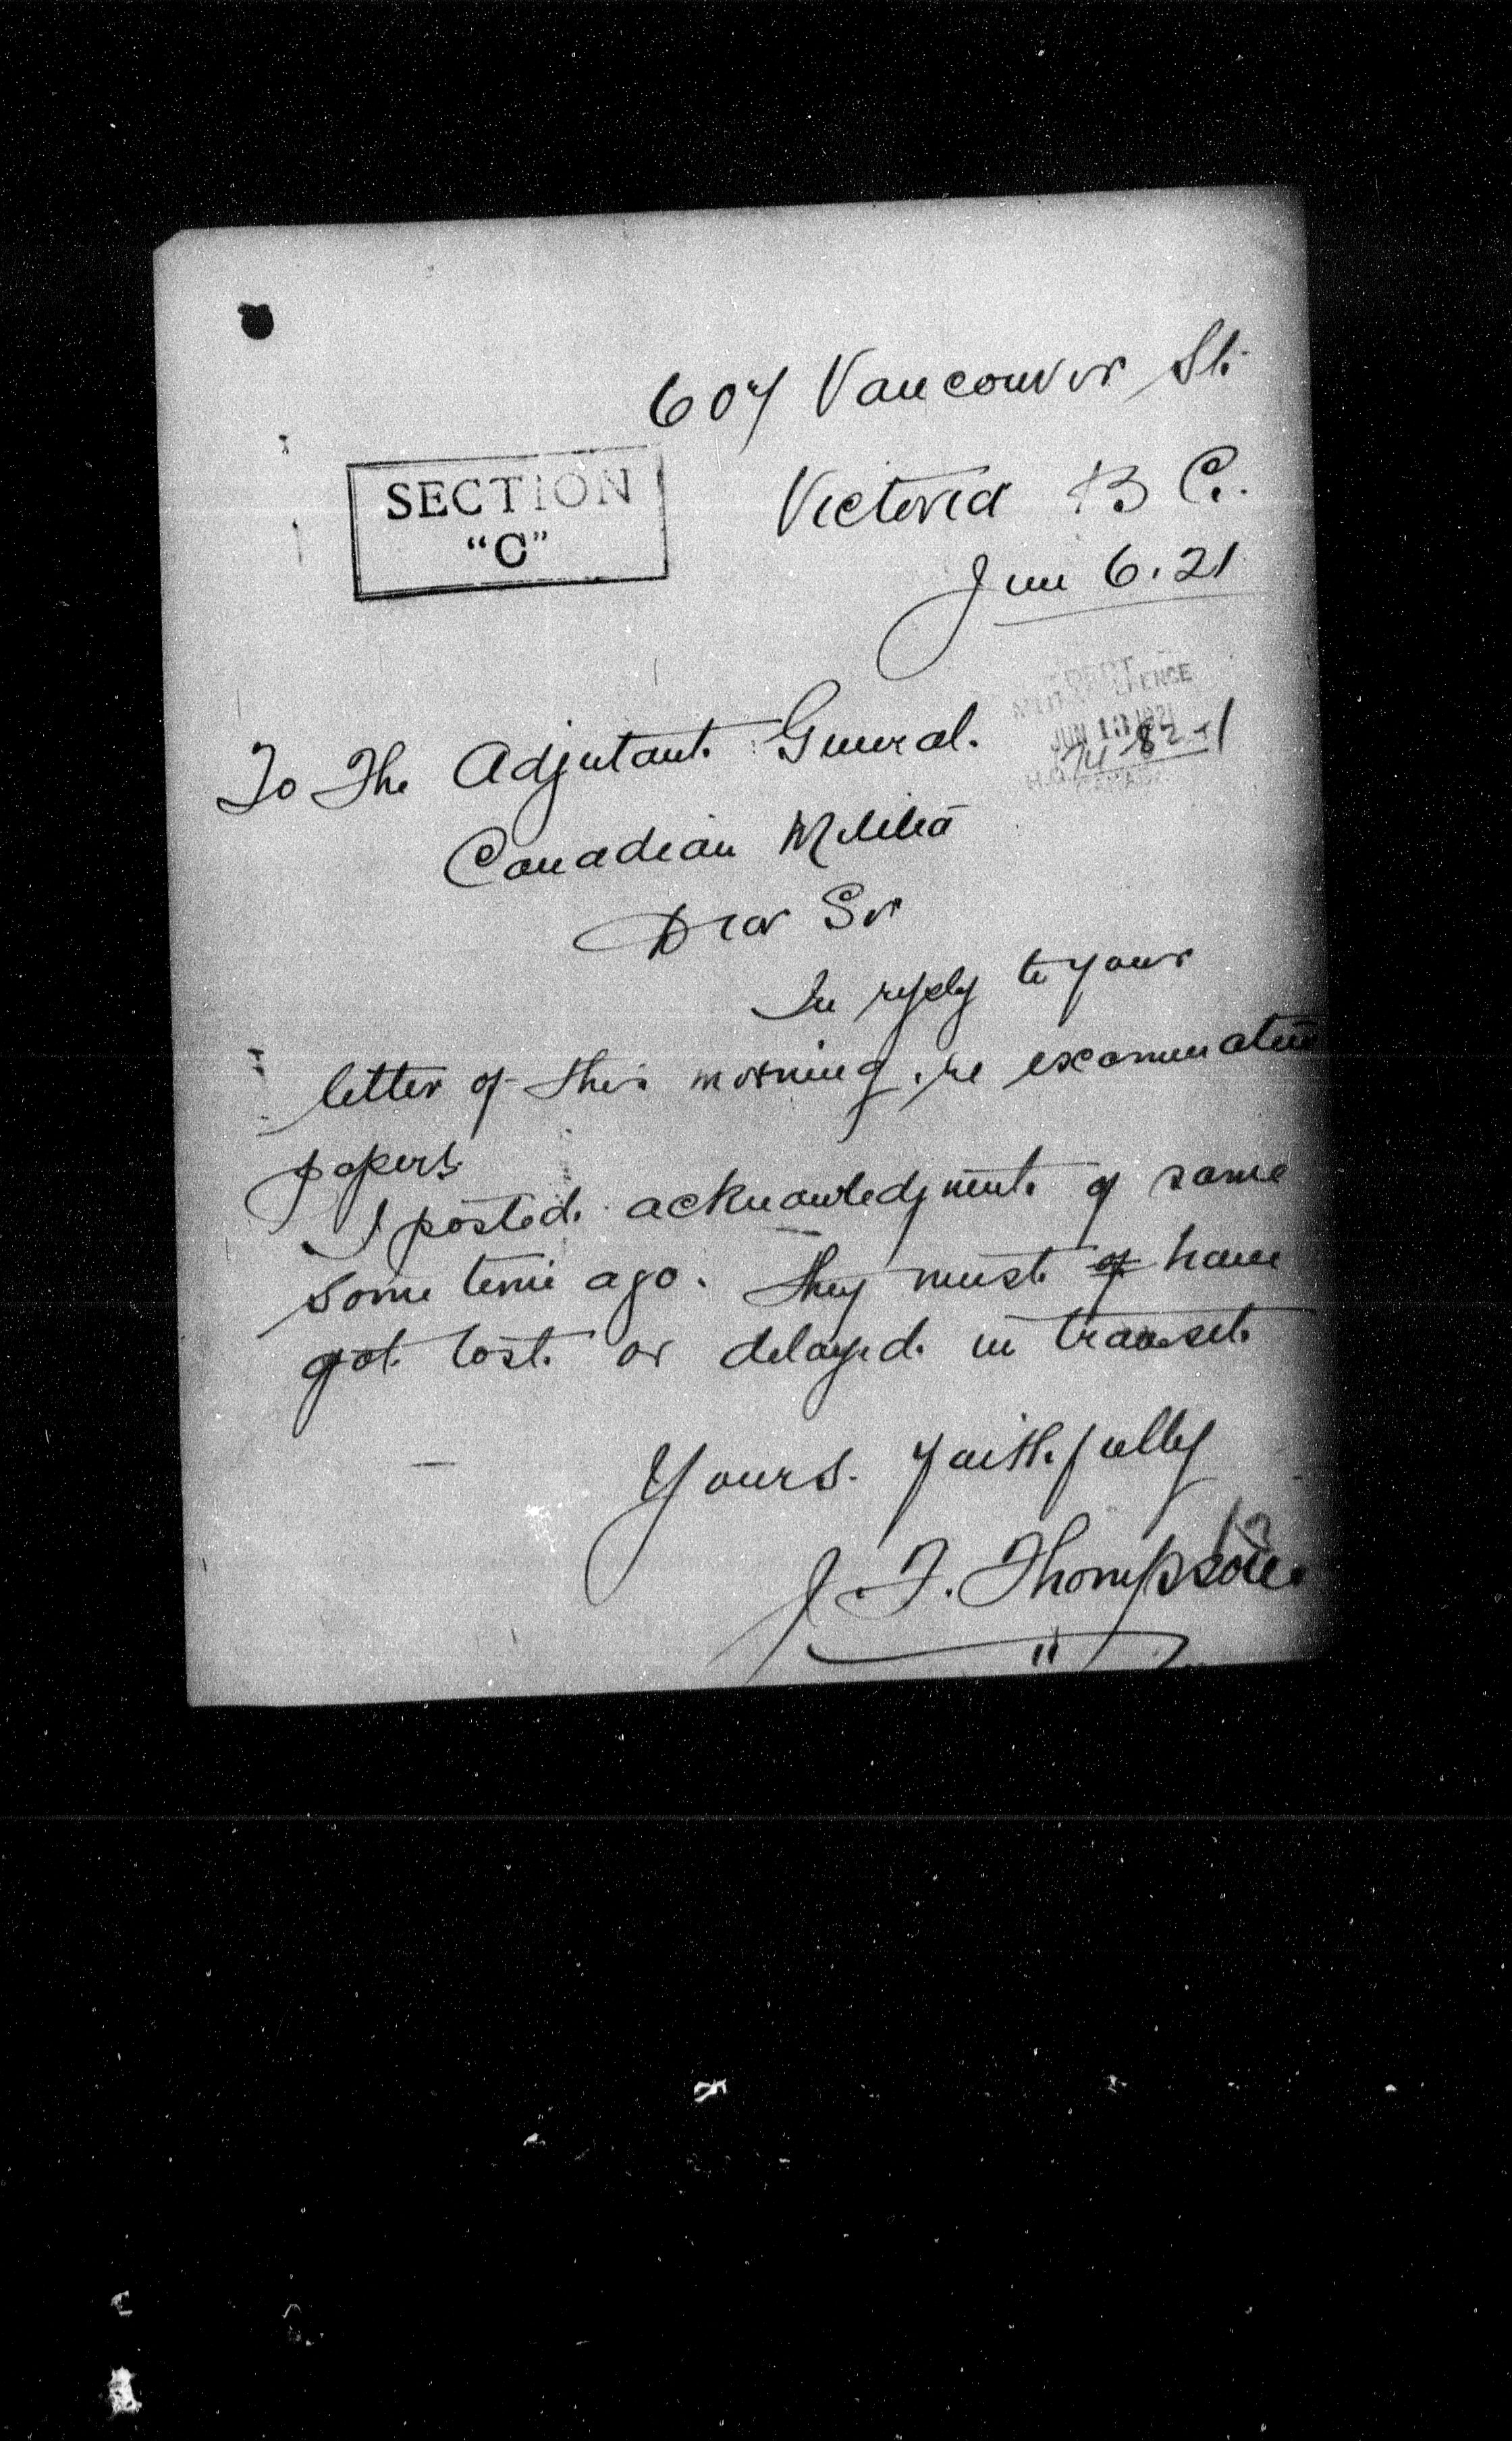 607 Vancouver St.
Victoria B C.
SECTION
"C"
June 6. 21
DEFENCE
JUN 13 1921
To The Adjutant General.
Canadian Militia
Dear Sir
In reply to your
letter of this morning, re examination
papers.
I posted acknowledgment of same
some time ago. They must of have
got lost or delayed in transit.
Yours faithfully
J. F. Thompson